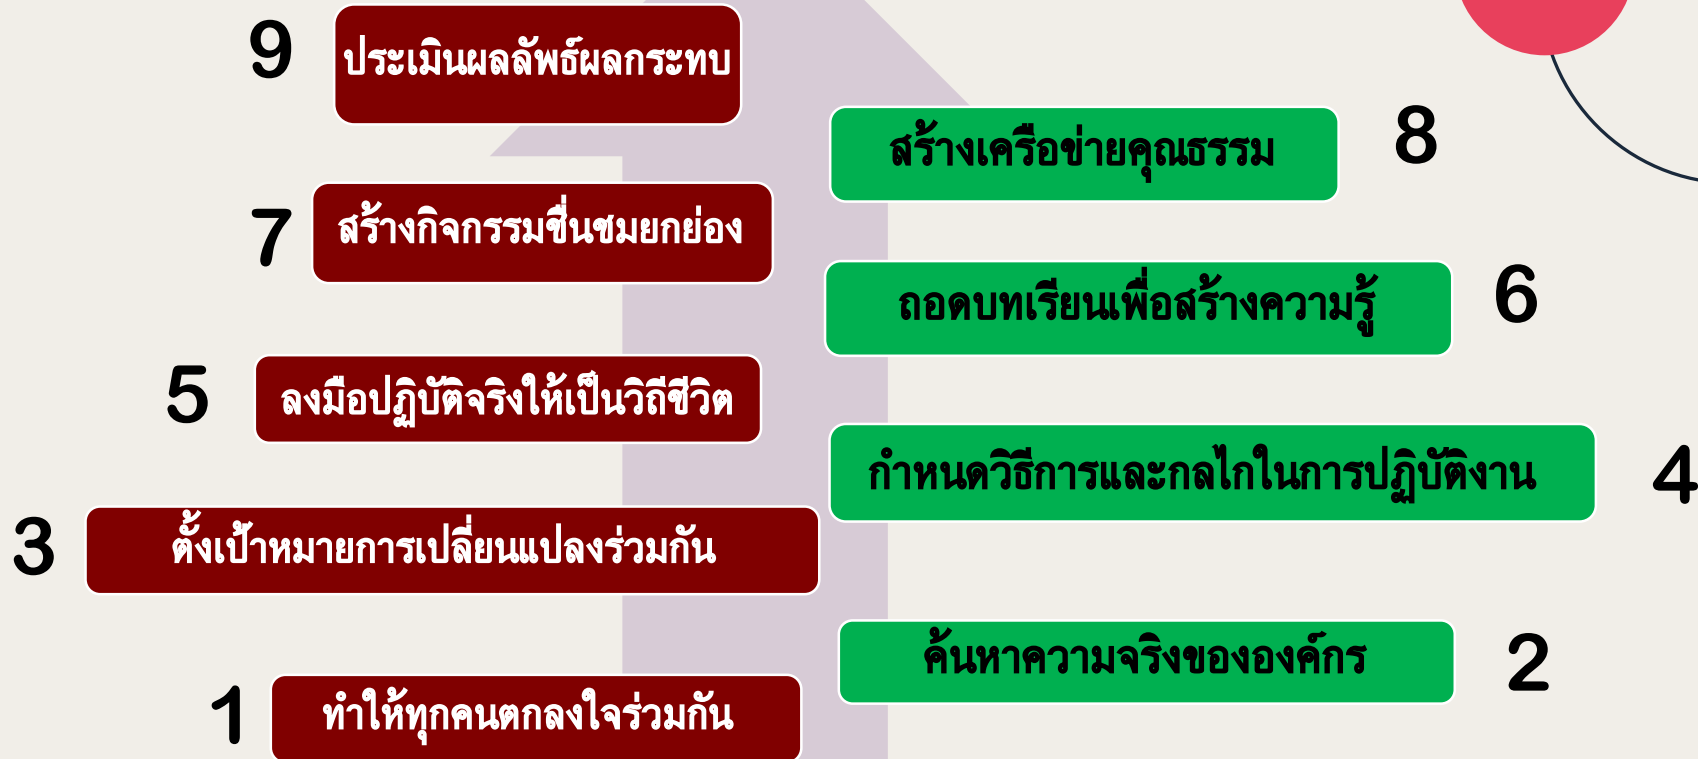 9
ประเมินผลลัพธ์ผลกระทบ
สร้างเครือข่ายคุณธรรม
8
7
สร้างกิจกรรมชื่นชมยกย่อง
ถอดบทเรียนเพื่อสร้างความรู้
6
5
ลงมือปฏิบัติจริงให้เป็นวิถีชีวิต
กำหนดวิธีการและกลไกในการปฏิบัติงาน
4
3
ตั้งเป้าหมายการเปลี่ยนแปลงร่วมกัน
ค้นหาความจริงขององค์กร
2
1
ทำให้ทุกคนตกลงใจร่วมกัน